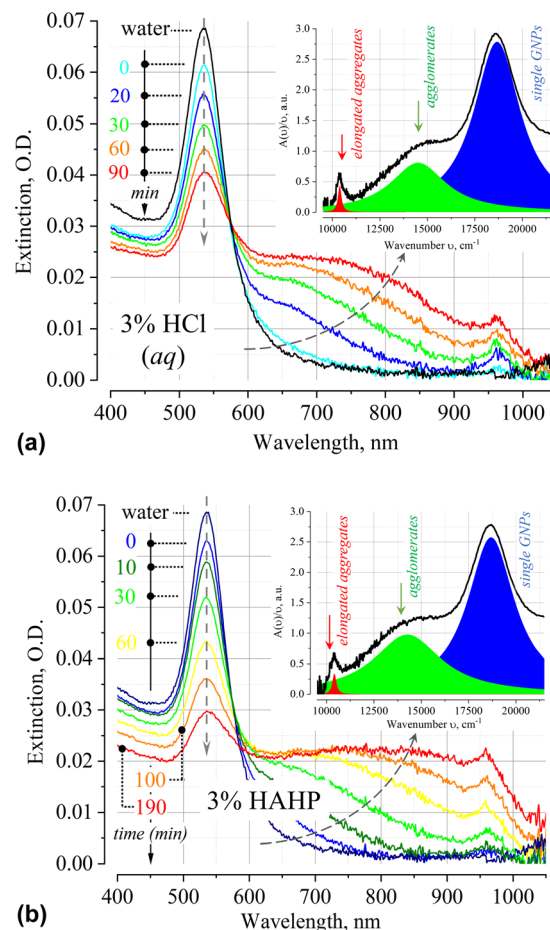 0.07
0.06
0.05
0.04
0.03
0.02
0.01
0.00
Extinction, O.D.
water
0
20
30
60
90
min
3% HCl
(aq)
400 500 600 700 800 900 1000
Wavelength, nm
(a)
3.0
2.5
2.0
1.5
1.0
0.5
0.0
A(υ)/υ, a.u.
elongated aggregates
agglomerates
single GNPs
10000 12500 15000 17500 20000
Wavenumber υ, cm-1
0.07
0.06
0.05
0.04
0.03
0.02
0.01
0.00
Extinction, O.D.
water
0
10
30
60
100
190
time (min)
3% HAHP
400 500 600 700 800 900 1000
Wavelength, nm
(b)
3.0
2.5
2.0
1.5
1.0
0.5
0.0
A(υ)/υ, a.u.
elongated aggregates
agglomerates
single GNPs
10000 12500 15000 17500 20000
Wavenumber υ, cm-1